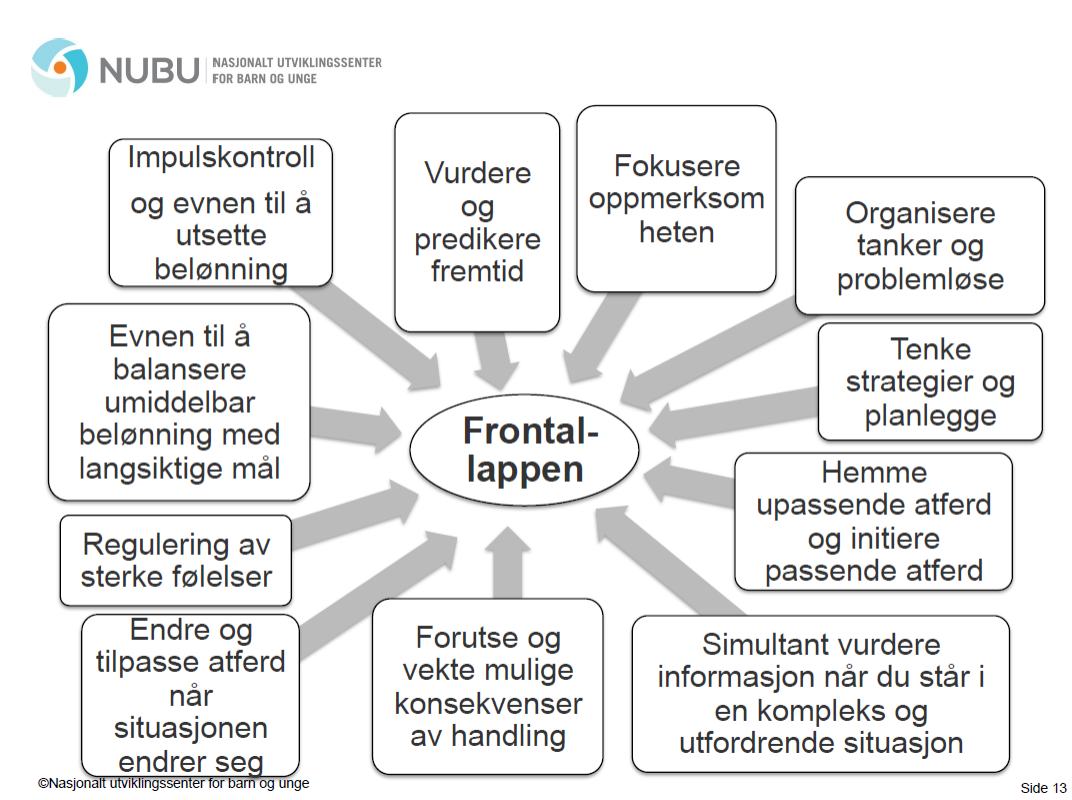 NUBU
NASJONALT UTVIKLINGSSENTER
FOR BARN OG UNGE
Impulskontroll
og evnen til å
utsette
belønning
Vurdere
og
predikere
fremtid
Fokusere
oppmerksom
heten
Organisere
tanker og
problemløse
Evnen til å
balansere
umiddelbar
belønning med
langsiktige mål
Tenke
strategier og
planlegge
Frontal-
lappen
Hemme
upassende atferd
og initiere
passende atferd
Regulering av
sterke følelser
Endre og
tilpasse atferd
når
situasjonen
endrer seg
Forutse og
vekte mulige
konsekvenser
av handling
Simultant vurdere
informasjon når du står i
en kompleks og
utfordrende situasjon
©Nasjonalt utviklingssenter for barn og unge
Side 13